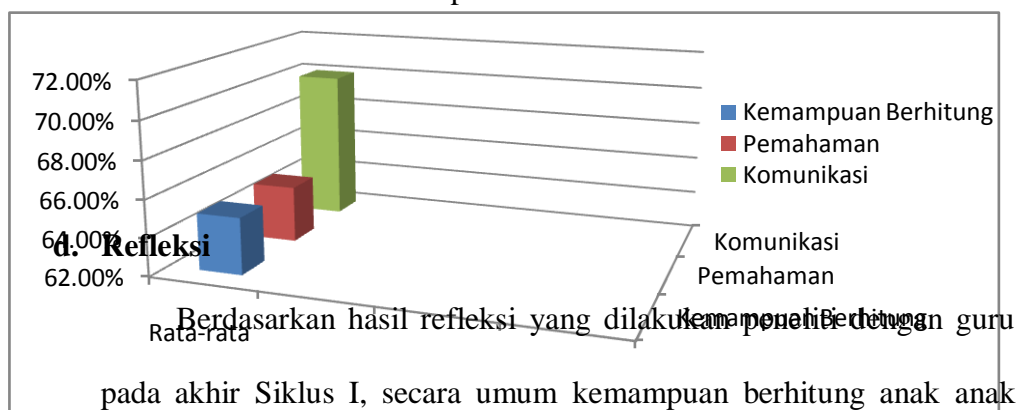 72.00%
70.00%
68.00%
66.00%
64.00%
62.00%
Kemampuan Berhitung
Pemahaman
Komunikasi
Komunikasi
Pemahaman
Kemampuan Berhitung
Rata-rata
d. Refleksi
Berdasarkan hasil refleksi yang dilakukan peneliti dengan guru
pada akhir Siklus I, secara umum kemampuan berhitung anak anak